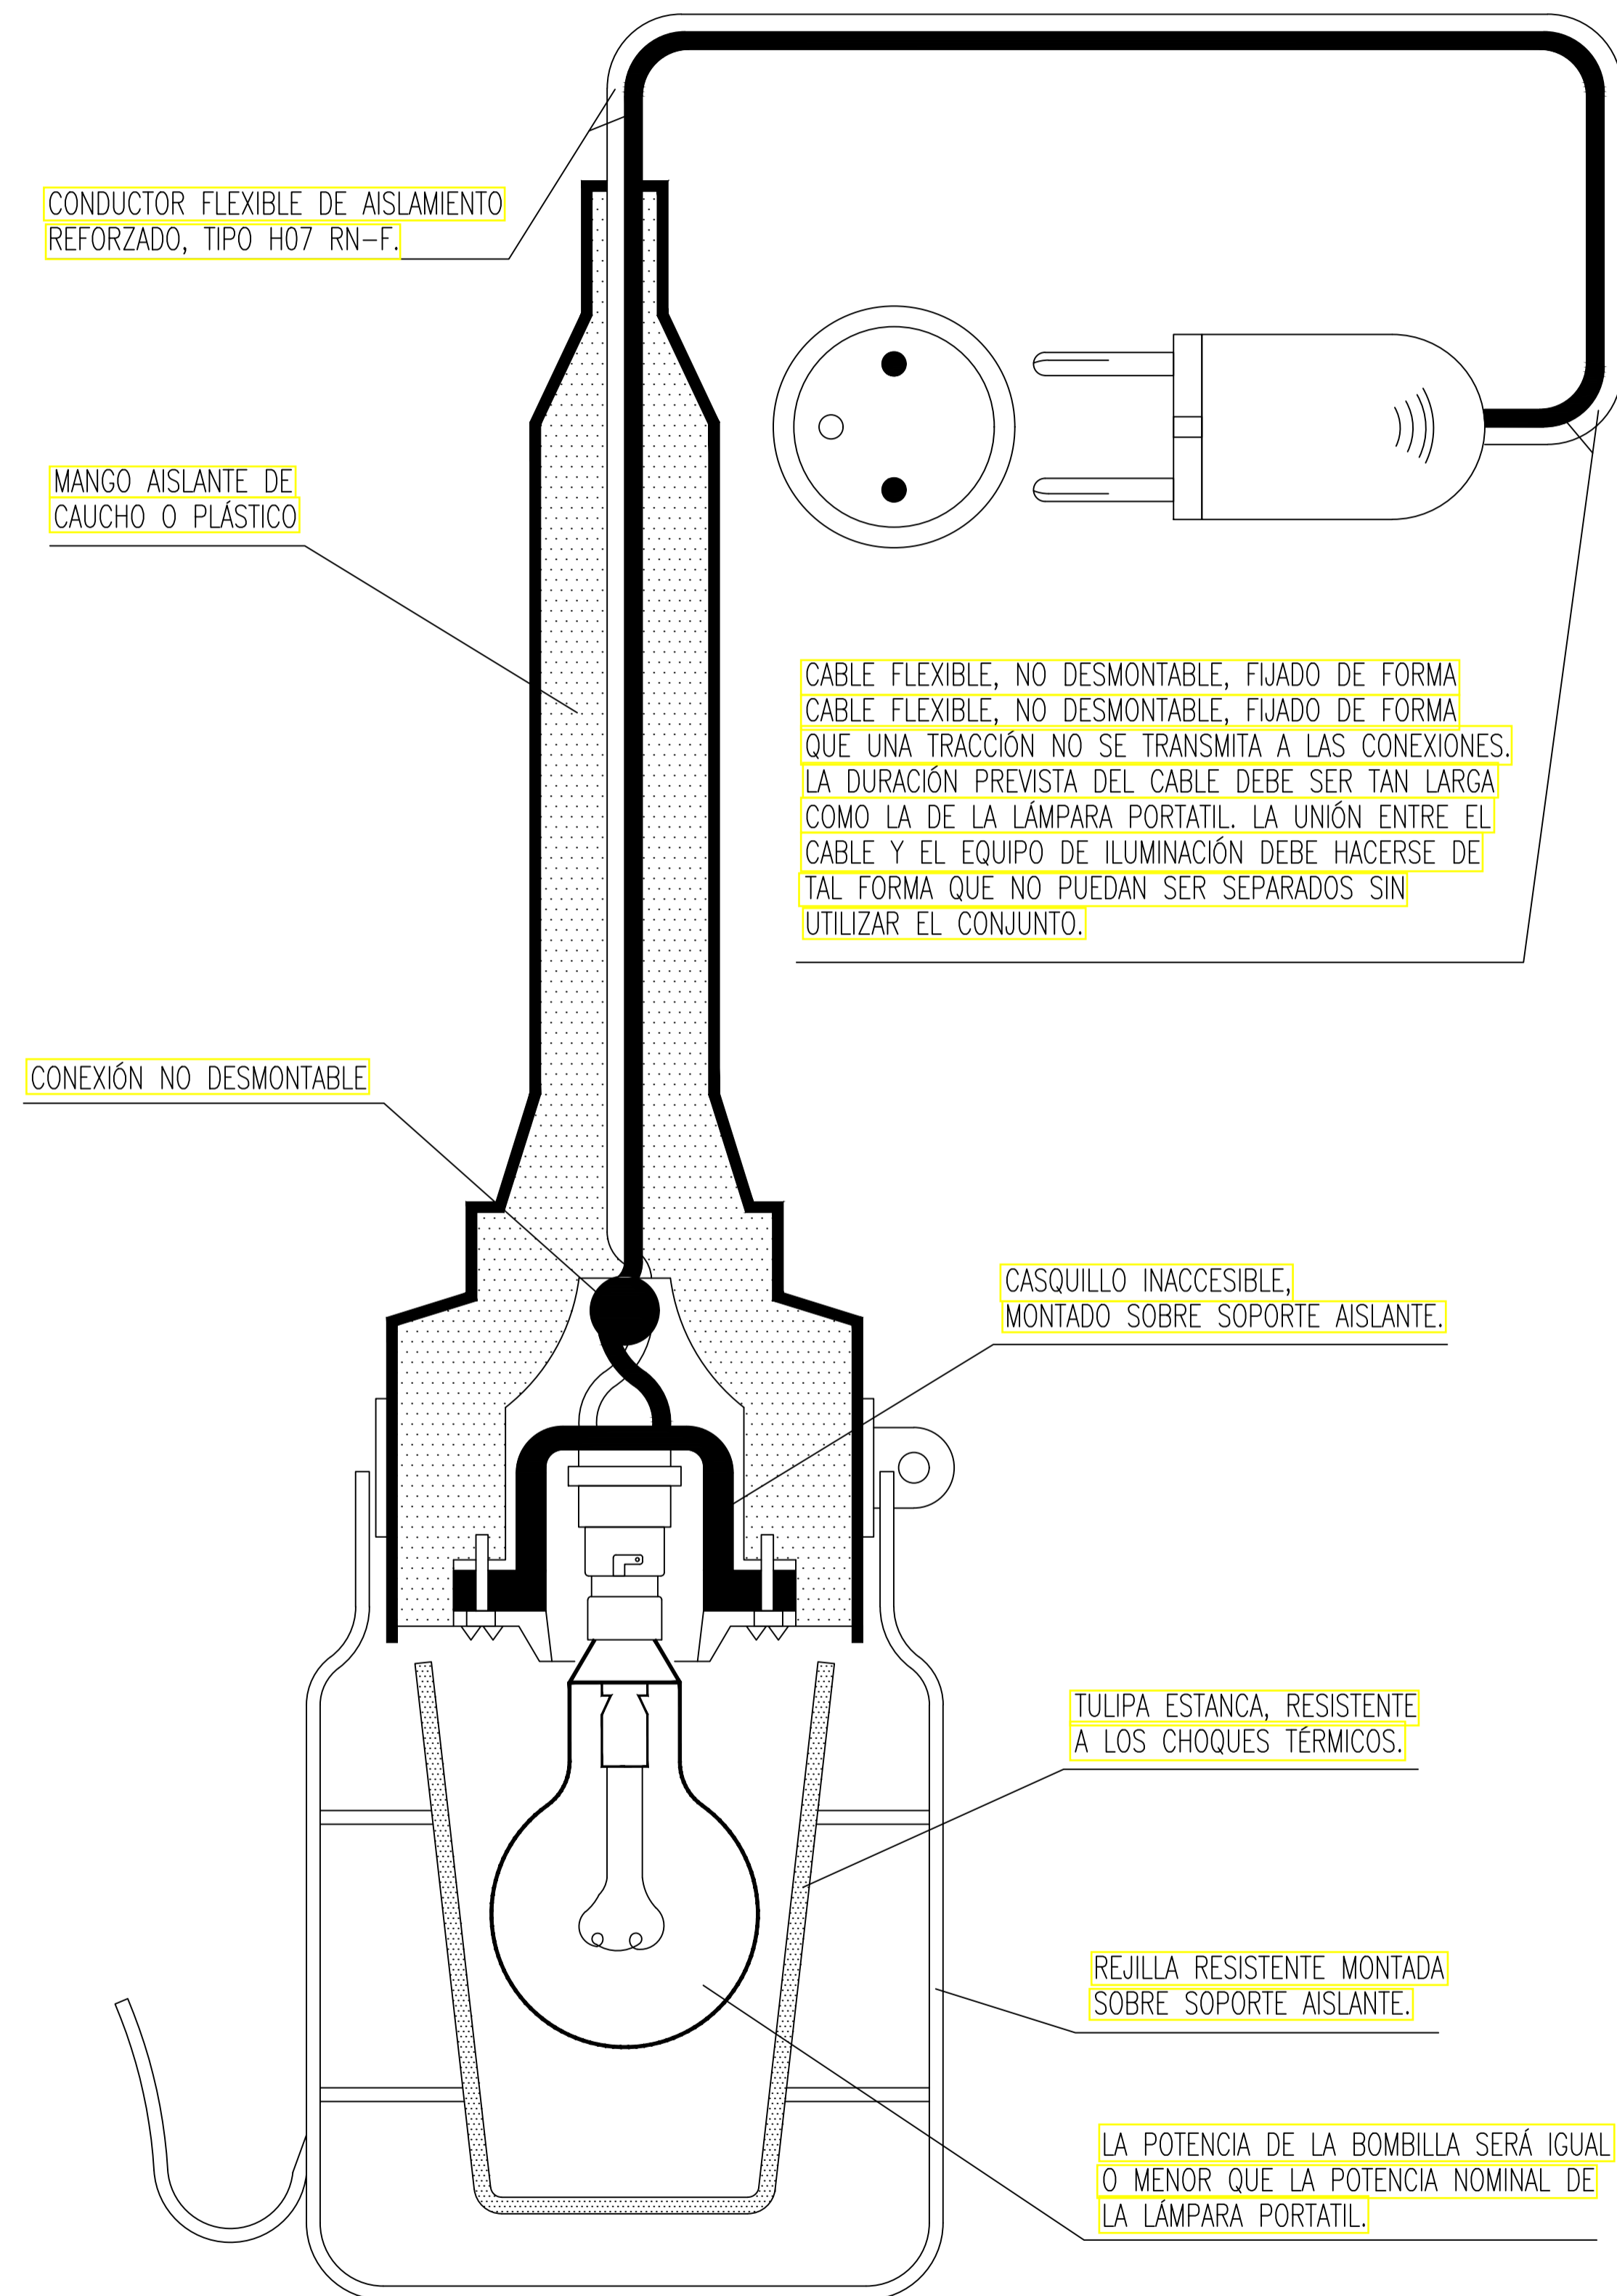 CONDUCTOR FLEXIBLE DE AISLAMIENTO
REFORZADO, TIPO H07 RN-F.
MANGO AISLANTE DE
CAUCHO O PLÁSTICO
CABLE FLEXIBLE, NO DESMONTABLE, FIJADO DE FORMA
CABLE FLEXIBLE, NO DESMONTABLE, FIJADO DE FORMA
QUE UNA TRACCIÓN NO SE TRANSMITA A LAS CONEXIONES.
LA DURACIÓN PREVISTA DEL CABLE DEBE SER TAN LARGA
COMO LA DE LA LÁMPARA PORTATIL. LA UNIÓN ENTRE EL
CABLE Y EL EQUIPO DE ILUMINACIÓN DEBE HACERSE DE
TAL FORMA QUE NO PUEDAN SER SEPARADOS SIN
UTILIZAR EL CONJUNTO.
CONEXIÓN NO DESMONTABLE
CASQUILLO INACCESIBLE,
MONTADO SOBRE SOPORTE AISLANTE.
TULIPA ESTANCA, RESISTENTE
A LOS CHOQUES TÉRMICOS.
REJILLA RESISTENTE MONTADA
SOBRE SOPORTE AISLANTE.
LA POTENCIA DE LA BOMBILLA SERÁ IGUAL
O MENOR QUE LA POTENCIA NOMINAL DE
LA LÁMPARA PORTATIL.